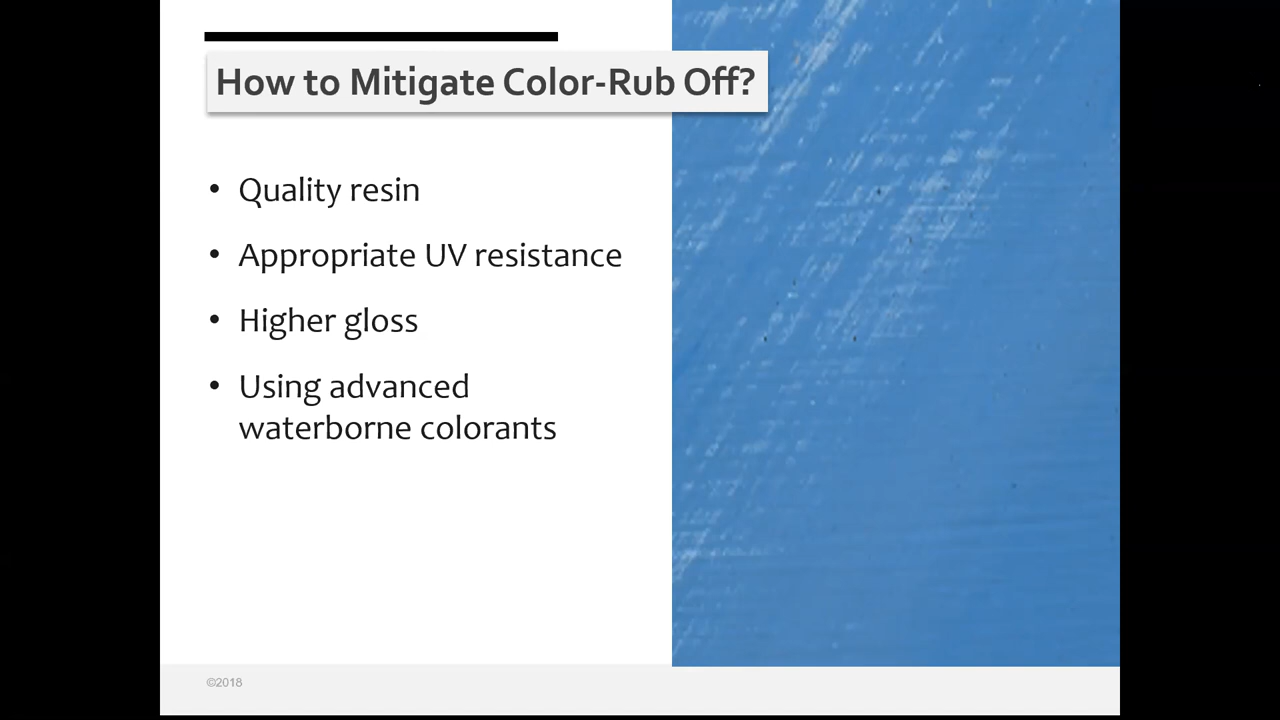 How to Mitigate Color-Rub Off?
• Quality resin
• Appropriate UV resistance
• Higher gloss
• Using advanced
waterborne colorants
©2018